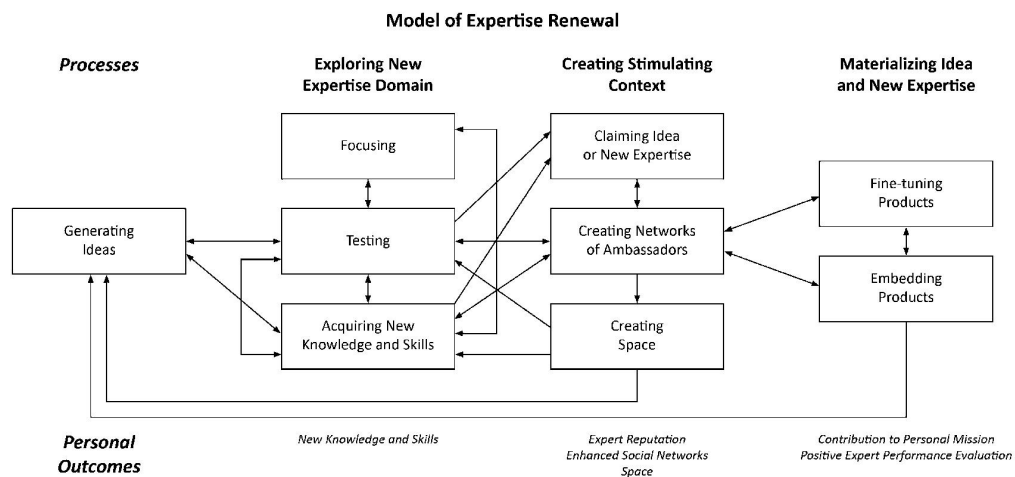 Model of Expertise Renewal
Processes
Exploring New
Expertise Domain
Creating Stimulating
Context
Materializing Idea
and New Expertise
Focusing
Claiming Idea
or New Expertise
Fine-tuning
Products
Generating
Ideas
Testing
Creating Networks
of Ambassadors
Embedding
Products
Acquiring New
Knowledge and Skills
Creating
Space
Personal
Outcomes
New Knowledge and Skills
Expert Reputation
Enhanced Social Networks
Space
Contribution to Personal Mission
Positive Expert Performance Evaluation